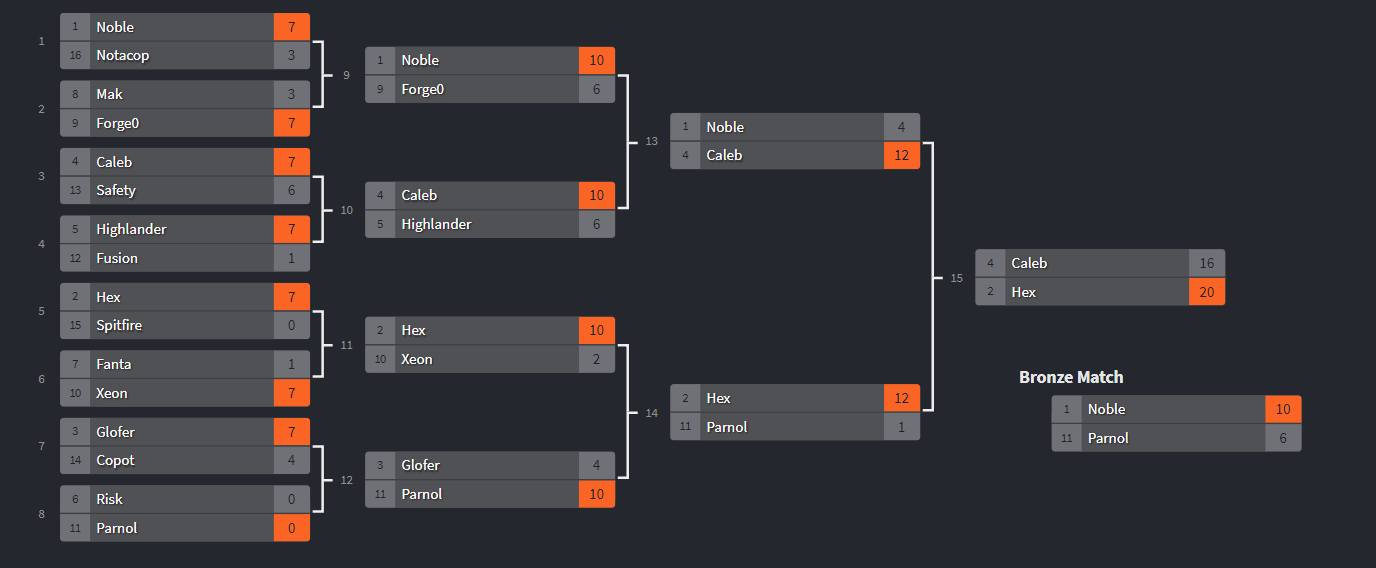 1
1 Noble 7
16 Notacop 3
2
8 Mak 3
9 Forge0 7
3
4 Caleb 7
13 Safety 6
4
5 Highlander 7
12 Fusion 1
5
2 Hex 7
15 Spitfire 0
6
7 Fanta 1
10 Xeon 7
7
3 Glofer 7
14 Copot 4
8
6 Risk 0
11 Parnol 0
9
1 Noble 10
9 Forge0 6
10
4 Caleb 10
5 Highlander 6
11
2 Hex 10
10 Xeon 2
12
3 Glofer 4
11 Parnol 10
13
1 Noble 4
4 Caleb 12
14
2 Hex 12
11 Parnol 1
15
4 Caleb 16
2 Hex 20
Bronze Match
1 Noble 10
11 Parnol 6